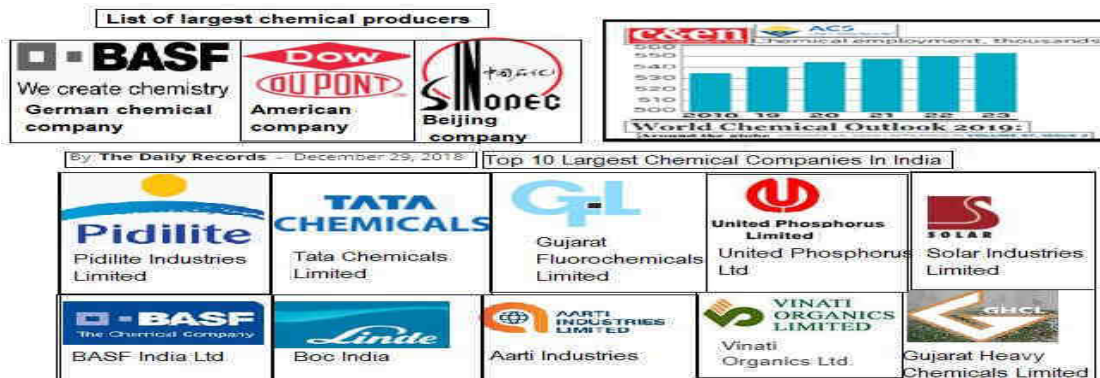 List of largest chemical producers
BASF
We create chemistry
German chemical
company
DOW
DUPONT
American
company
SINOPEC
Beijing
company
c&en
ACS
Chemical employment, thousands
560
550
540
530
520
510
500
2018 19 20 21 22 23
World Chemical Outlook 2019:
Around the globe
By The Daily Records - December 29, 2018
Top 10 Largest Chemical Companies In India
Pidilite
Pidilite Industries
Limited
TATA
CHEMICALS
Tata Chemicals
Limited
GFL
Gujarat
Fluorochemicals
Limited
United Phosphorus
Limited
United Phosphorus
Ltd
SOLAR
Solar Industries
Limited
BASF
The Chemical Company
BASF India Ltd.
Linde
Boc India
AARTI
INDUSTRIES
LIMITED
Aarti Industries
VINATI
ORGANICS
LIMITED
Vinati
Organics Ltd.
GHCL
Gujarat Heavy
Chemicals Limited